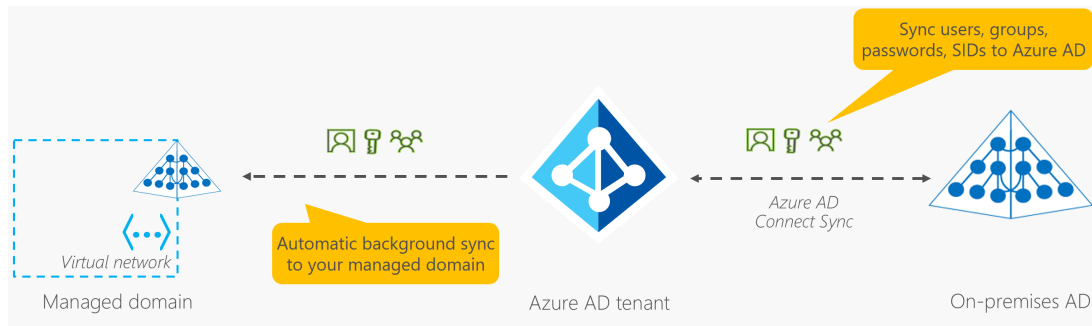 Sync users, groups,
passwords, SIDs to Azure AD
Azure AD
Connect Sync
Automatic background sync
to your managed domain
Virtual network
Managed domain
Azure AD tenant
On-premises AD